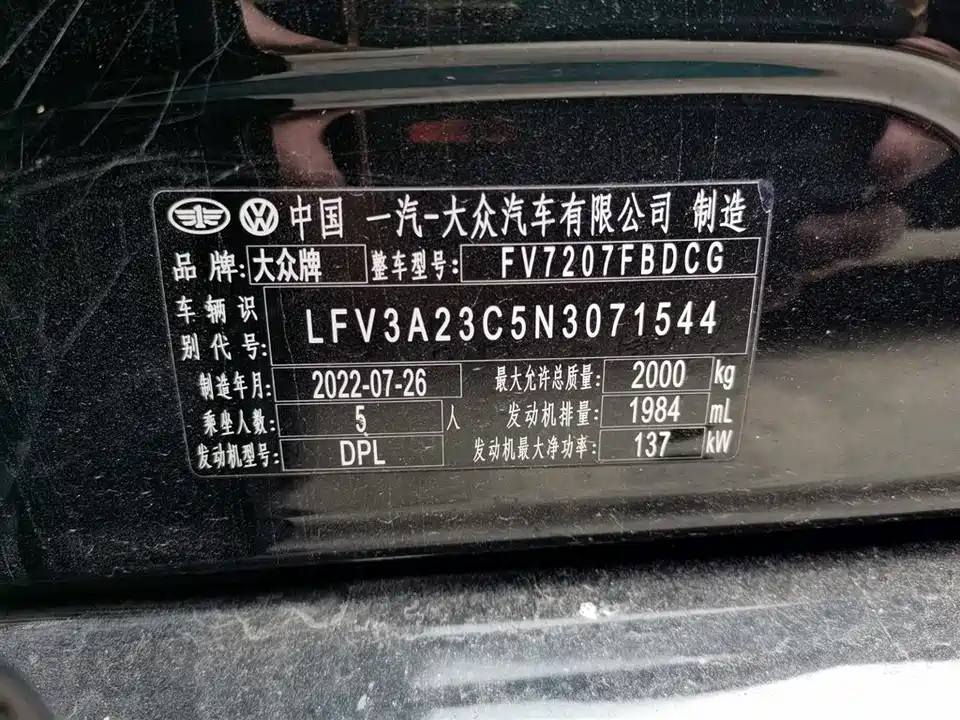 中国 一汽-大众汽车有限公司 制造
品牌: 大众牌 整车型号: FV7207FBDCG
车辆识别代号: LFV3A23C5N3071544
制造年月: 2022-07-26 最大允许总质量: 2000 kg
乘坐人数: 5 人 发动机排量: 1984 mL
发动机型号: DPL 发动机最大净功率: 137 kW